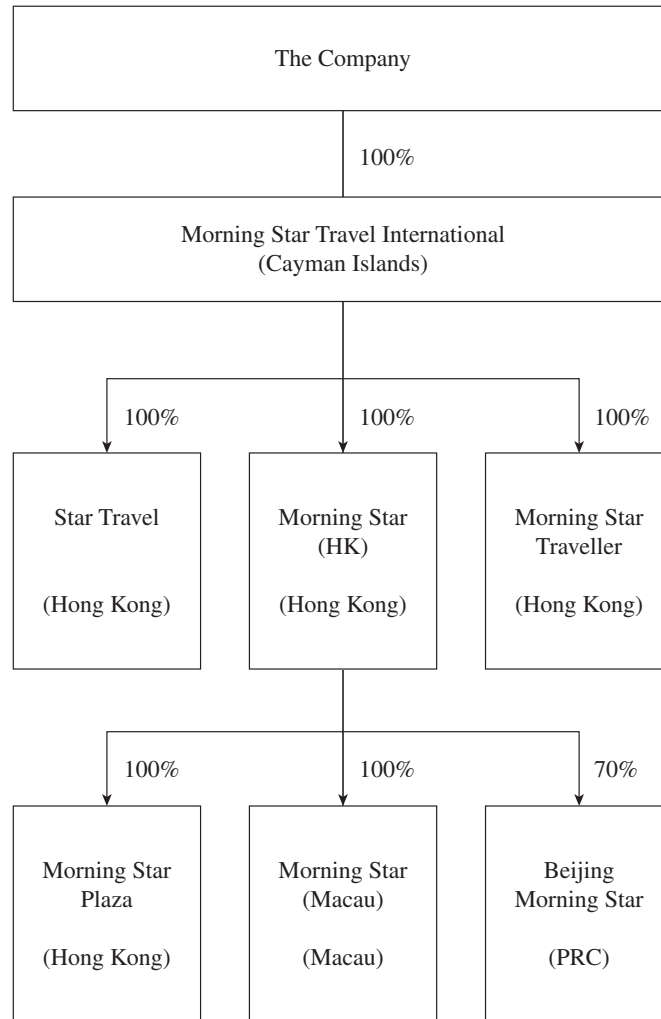 The Company
100%
Morning Star Travel International
(Cayman Islands)
100%
100%
100%
Star Travel
(Hong Kong)
Morning Star
(HK)
(Hong Kong)
Morning Star
Traveller
(Hong Kong)
100%
100%
70%
Morning Star
Plaza
(Hong Kong)
Morning Star
(Macau)
(Macau)
Beijing
Morning Star
(PRC)